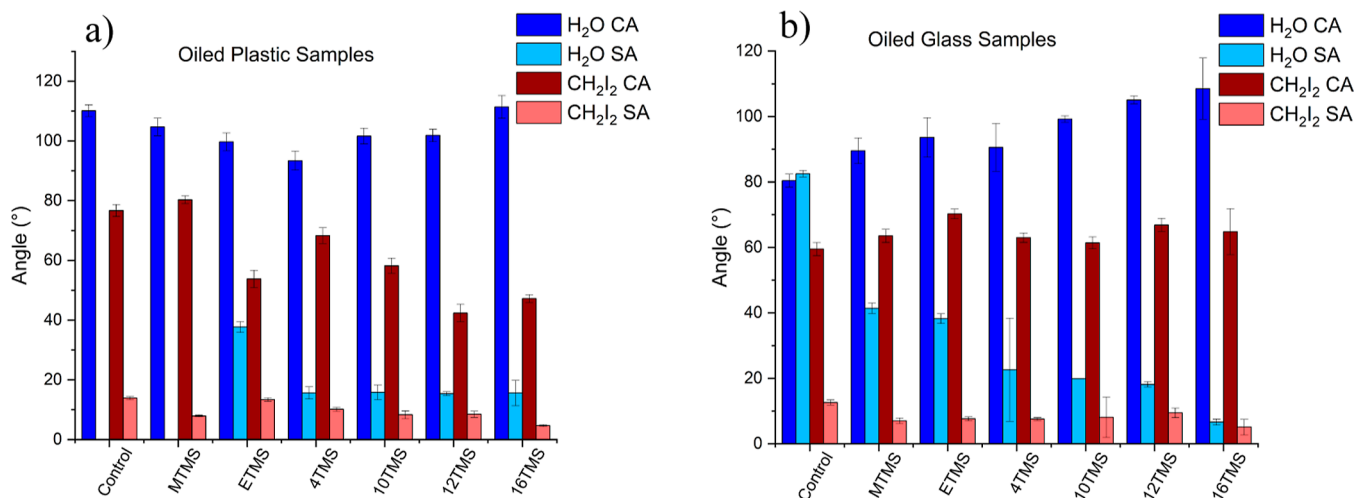 a)
Oiled Plastic Samples
H₂O CA
H₂O SA
CH₂I₂ CA
CH₂I₂ SA
Angle (°)
120
100
80
60
40
20
0
Control
MTMS
ETMS
4TMS
10TMS
12TMS
16TMS
b)
Oiled Glass Samples
H₂O CA
H₂O SA
CH₂I₂ CA
CH₂I₂ SA
Angle (°)
120
100
80
60
40
20
0
Control
MTMS
ETMS
4TMS
10TMS
12TMS
16TMS